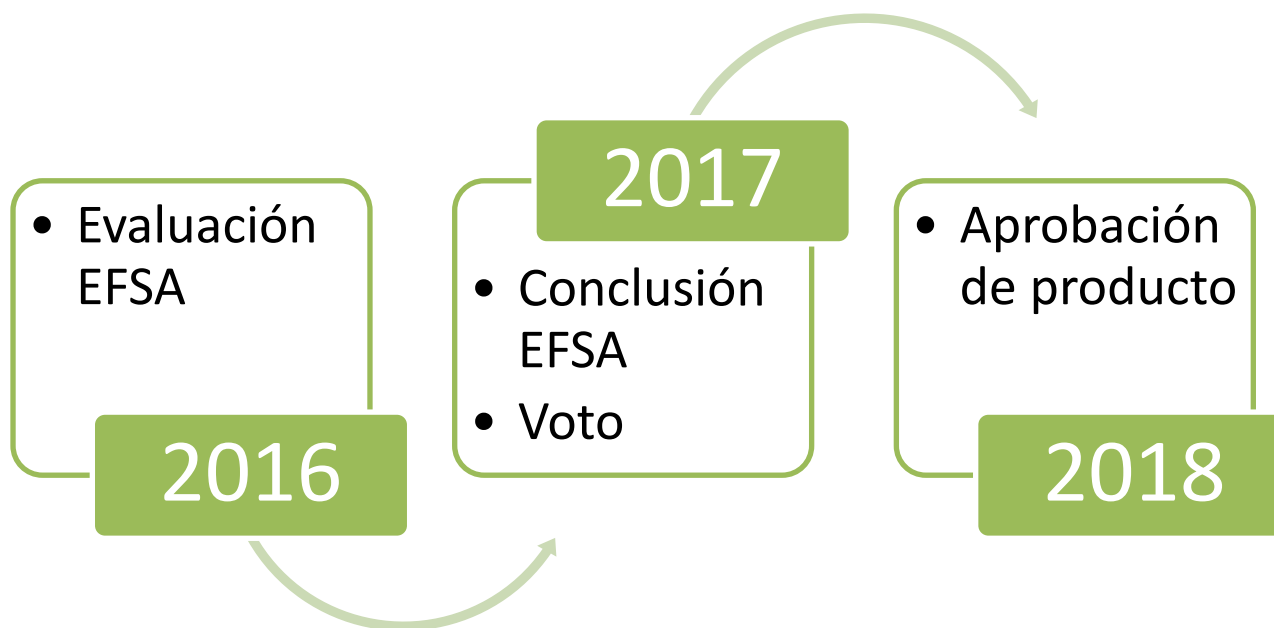 • Evaluación
EFSA
2016
2017
• Conclusión
EFSA
• Voto
• Aprobación
de producto
2018